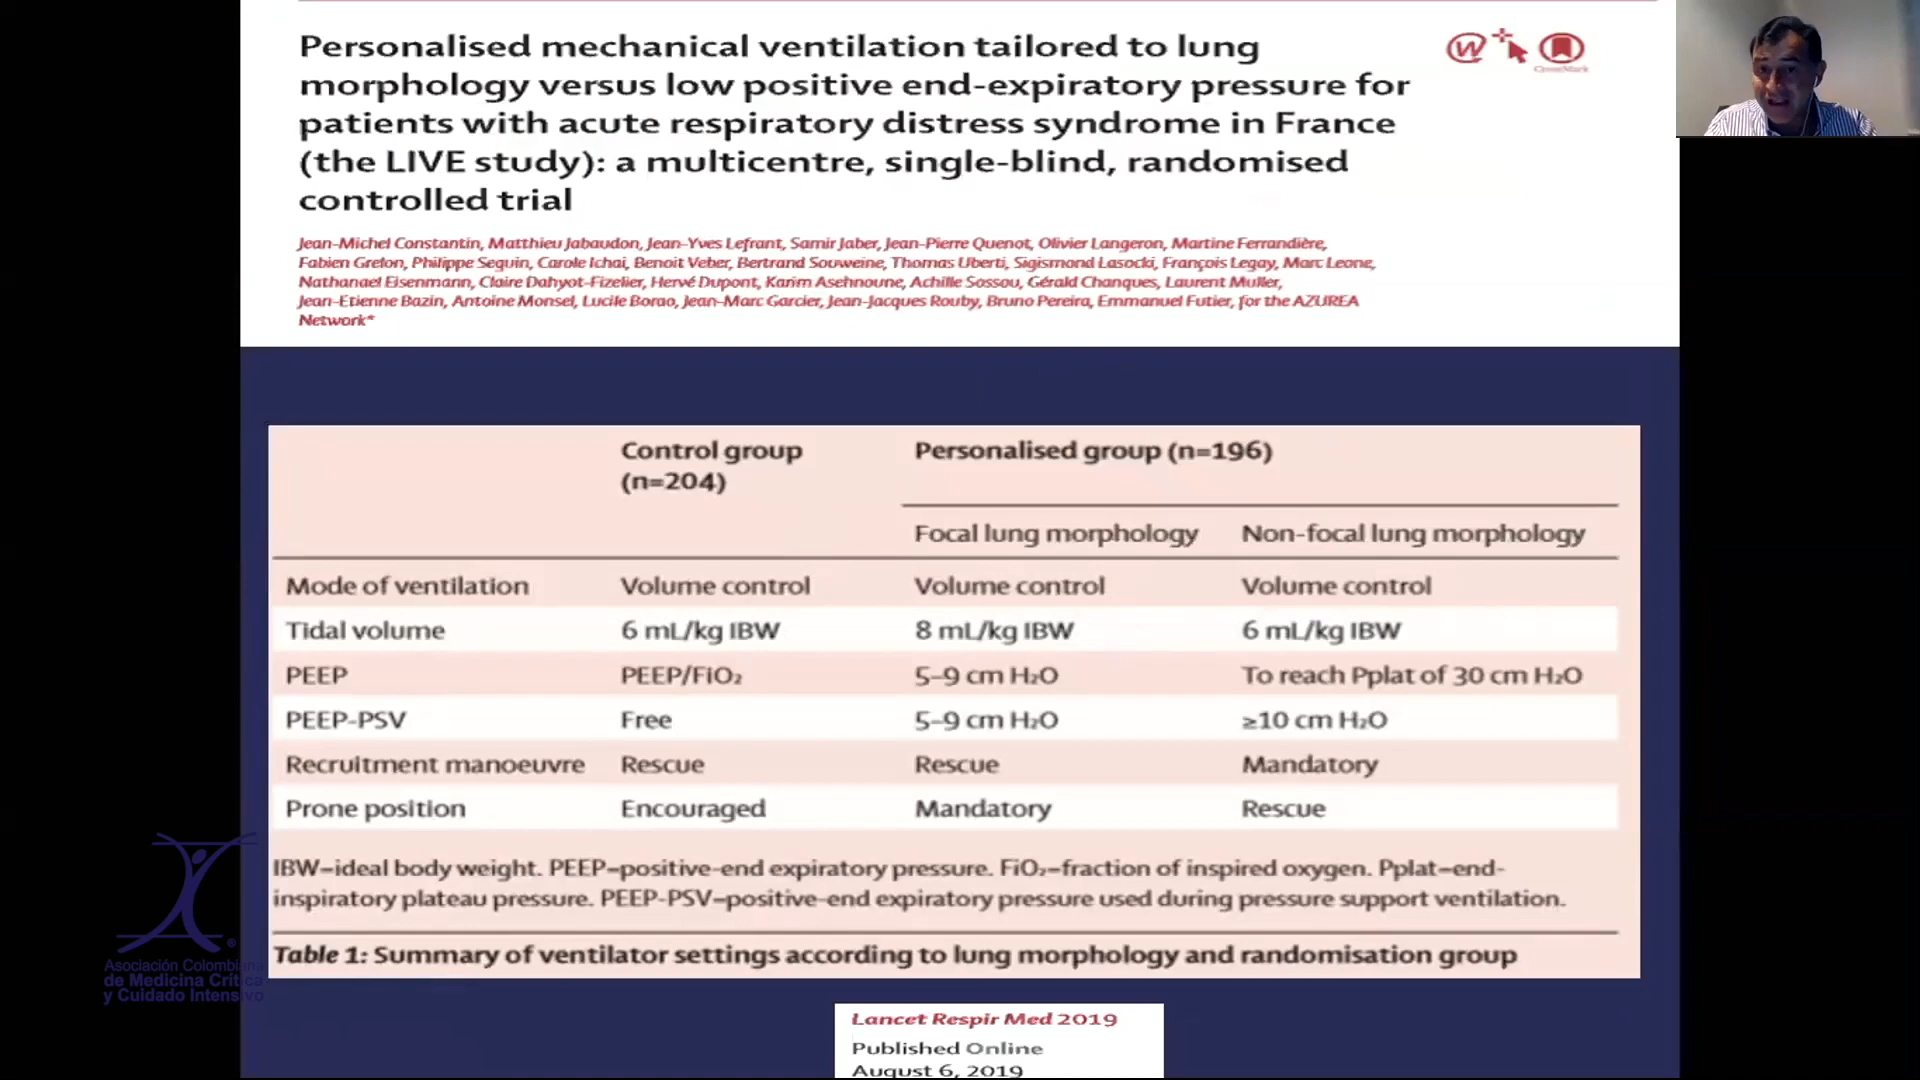 Personalised mechanical ventilation tailored to lung
morphology versus low positive end-expiratory pressure for
patients with acute respiratory distress syndrome in France
(the LIVE study): a multicentre, single-blind, randomised
controlled trial
CrossMark
Jean-Michel Constantin, Matthieu Jabaudon, Jean-Yves Lefrant, Samir Jaber, Jean-Pierre Quenot, Olivier Langeron, Martine Ferrandière,
Fabien Grelon, Philippe Seguin, Carole Ichai, Benoit Veber, Bertrand Souweine, Thomas Uberti, Sigismond Lasocki, François Legay, Marc Leone,
Nathanael Eisenmann, Claire Dahyot-Fizelier, Hervé Dupont, Karim Asehnoune, Achille Sossou, Gérald Chanques, Laurent Muller,
Jean-Etienne Bazin, Antoine Monsel, Lucile Borao, Jean-Marc Garcier, Jean-Jacques Rouby, Bruno Pereira, Emmanuel Futier, for the AZUREA
Network*
Control group
(n=204)
Personalised group (n=196)
Focal lung morphology Non-focal lung morphology
Mode of ventilation Volume control Volume control Volume control
Tidal volume 6 mL/kg IBW 8 mL/kg IBW 6 mL/kg IBW
PEEP PEEP/FiO₂ 5–9 cm H₂O To reach Pplat of 30 cm H₂O
PEEP-PSV Free 5–9 cm H₂O ≥10 cm H₂O
Recruitment manoeuvre Rescue Rescue Mandatory
Prone position Encouraged Mandatory Rescue
IBW=ideal body weight. PEEP=positive-end expiratory pressure. FiO₂=fraction of inspired oxygen. Pplat=end-
inspiratory plateau pressure. PEEP-PSV=positive-end expiratory pressure used during pressure support ventilation.
Table 1: Summary of ventilator settings according to lung morphology and randomisation group
Asociación Colombiana
de Medicina Crítica
y Cuidado Intensivo
Lancet Respir Med 2019
Published Online
August 6, 2019